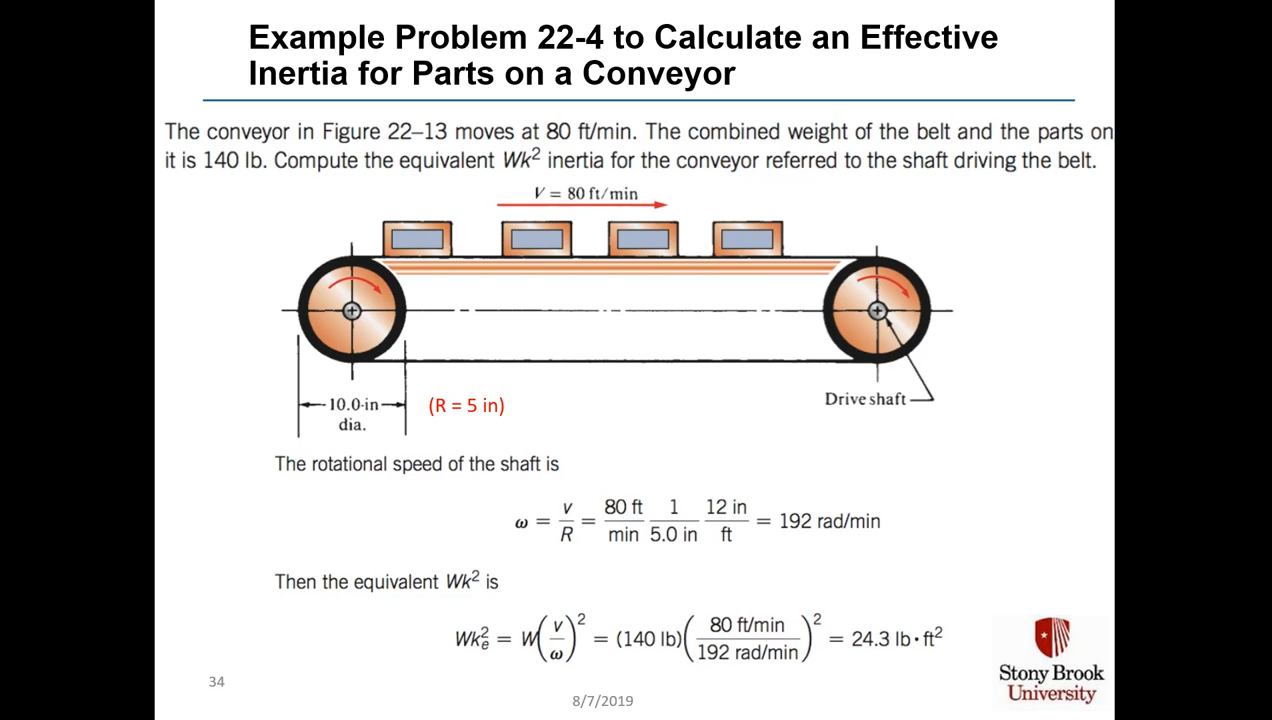 Example Problem 22-4 to Calculate an Effective
Inertia for Parts on a Conveyor
The conveyor in Figure 22–13 moves at 80 ft/min. The combined weight of the belt and the parts on
it is 140 lb. Compute the equivalent Wk² inertia for the conveyor referred to the shaft driving the belt.
V = 80 ft/min
10.0-in
dia.
(R = 5 in)
Drive shaft
The rotational speed of the shaft is
ω = v/R = 80 ft/min 1/5.0 in 12 in/ft = 192 rad/min
Then the equivalent Wk² is
Wkₑ² = W(v/ω)² = (140 lb)(80 ft/min / 192 rad/min)² = 24.3 lb·ft²
34
8/7/2019
Stony Brook
University